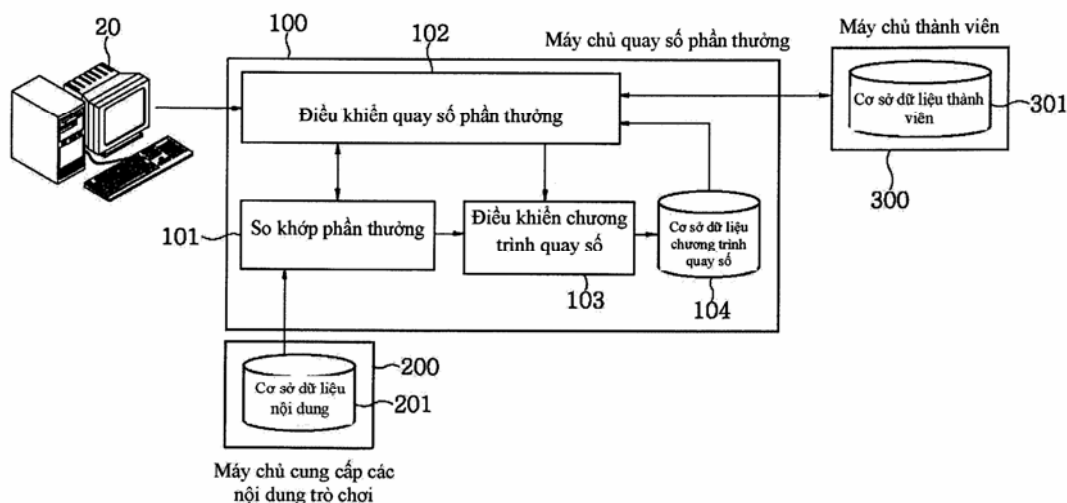 20
100
102
Máy chủ quay số phần thưởng
Máy chủ thành viên
Điều khiển quay số phần thưởng
Cơ sở dữ liệu thành
viên
301
300
101
So khớp phần thưởng
Điều khiển chương
trình quay số
103
Cơ sở dữ liệu
chương trình
quay số
104
200
Cơ sở dữ liệu
nội dung
201
Máy chủ cung cấp các
nội dung trò chơi